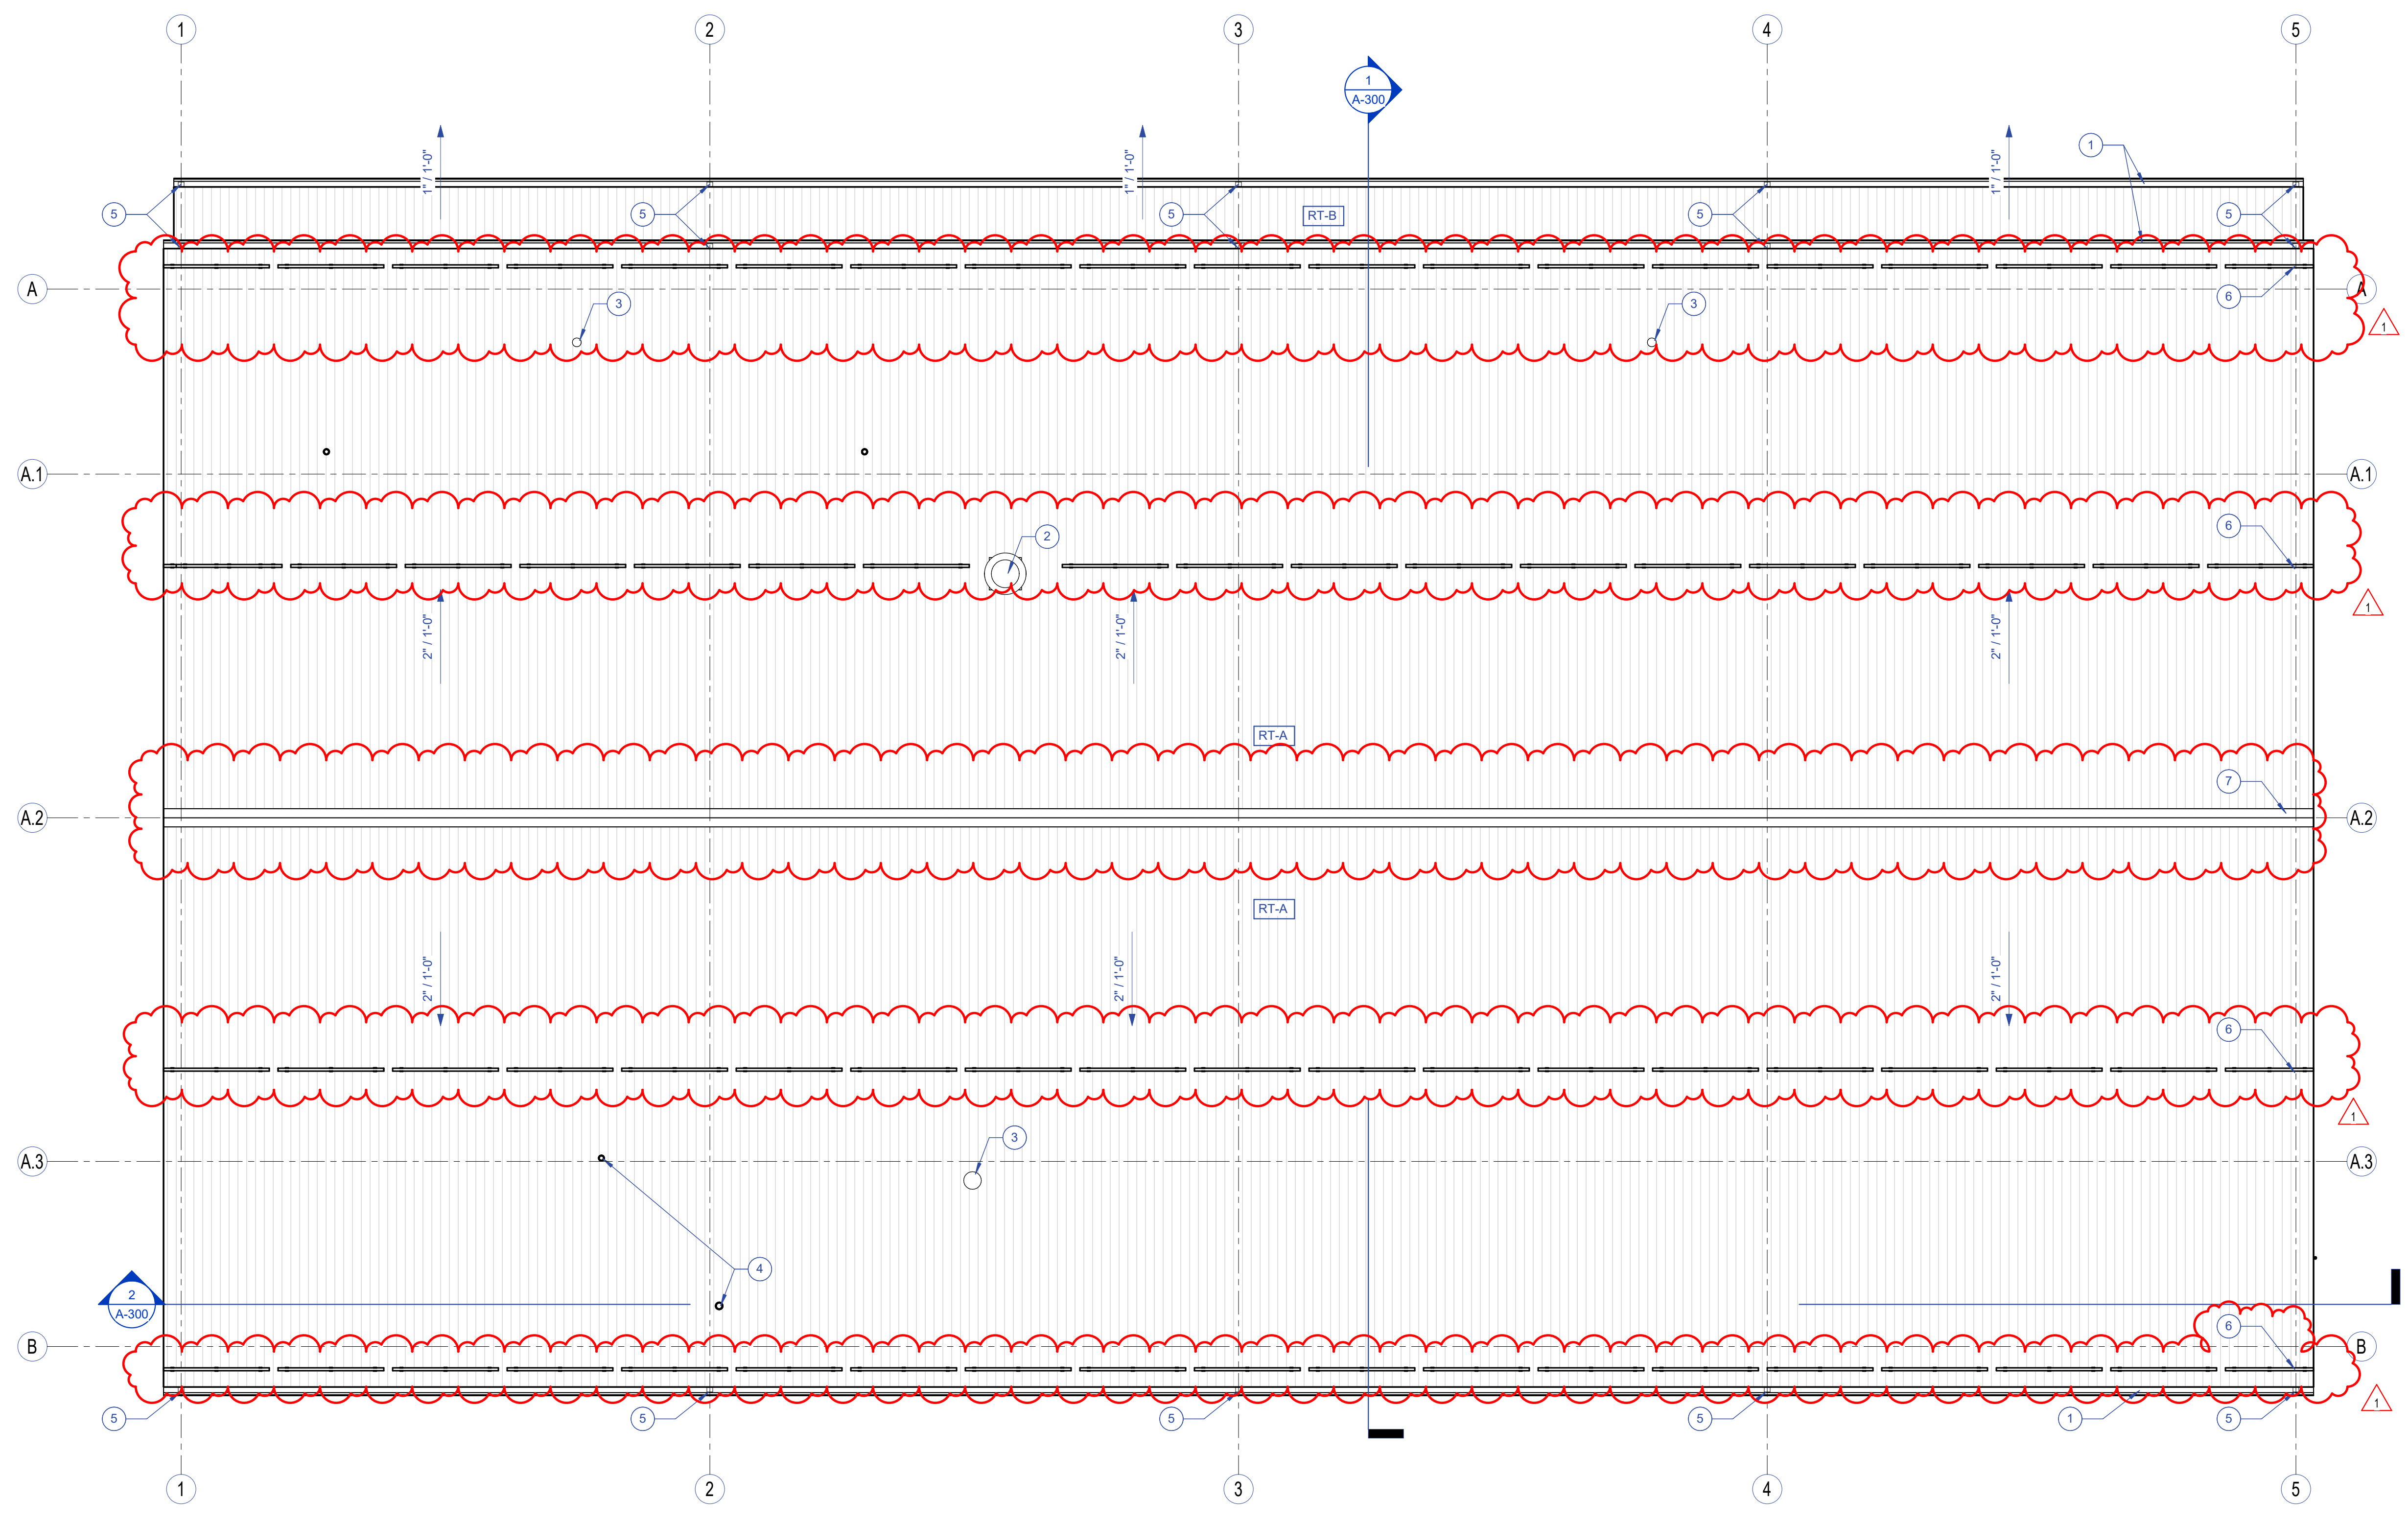 1 2 3 4 5
1
A-300
1" / 1'-0" 1" / 1'-0" 1" / 1'-0"
1
5 5 5 5 5
RT-B
A A
6
3 3
1
A.1 A.1
6
2
1
2" / 1'-0" 2" / 1'-0" 2" / 1'-0"
RT-A
7
A.2 A.2
RT-A
2" / 1'-0" 2" / 1'-0" 2" / 1'-0"
6
1
3
A.3 A.3
4
2
A-300
6
B B
1
5 5 5 5 1 5
1 2 3 4 5